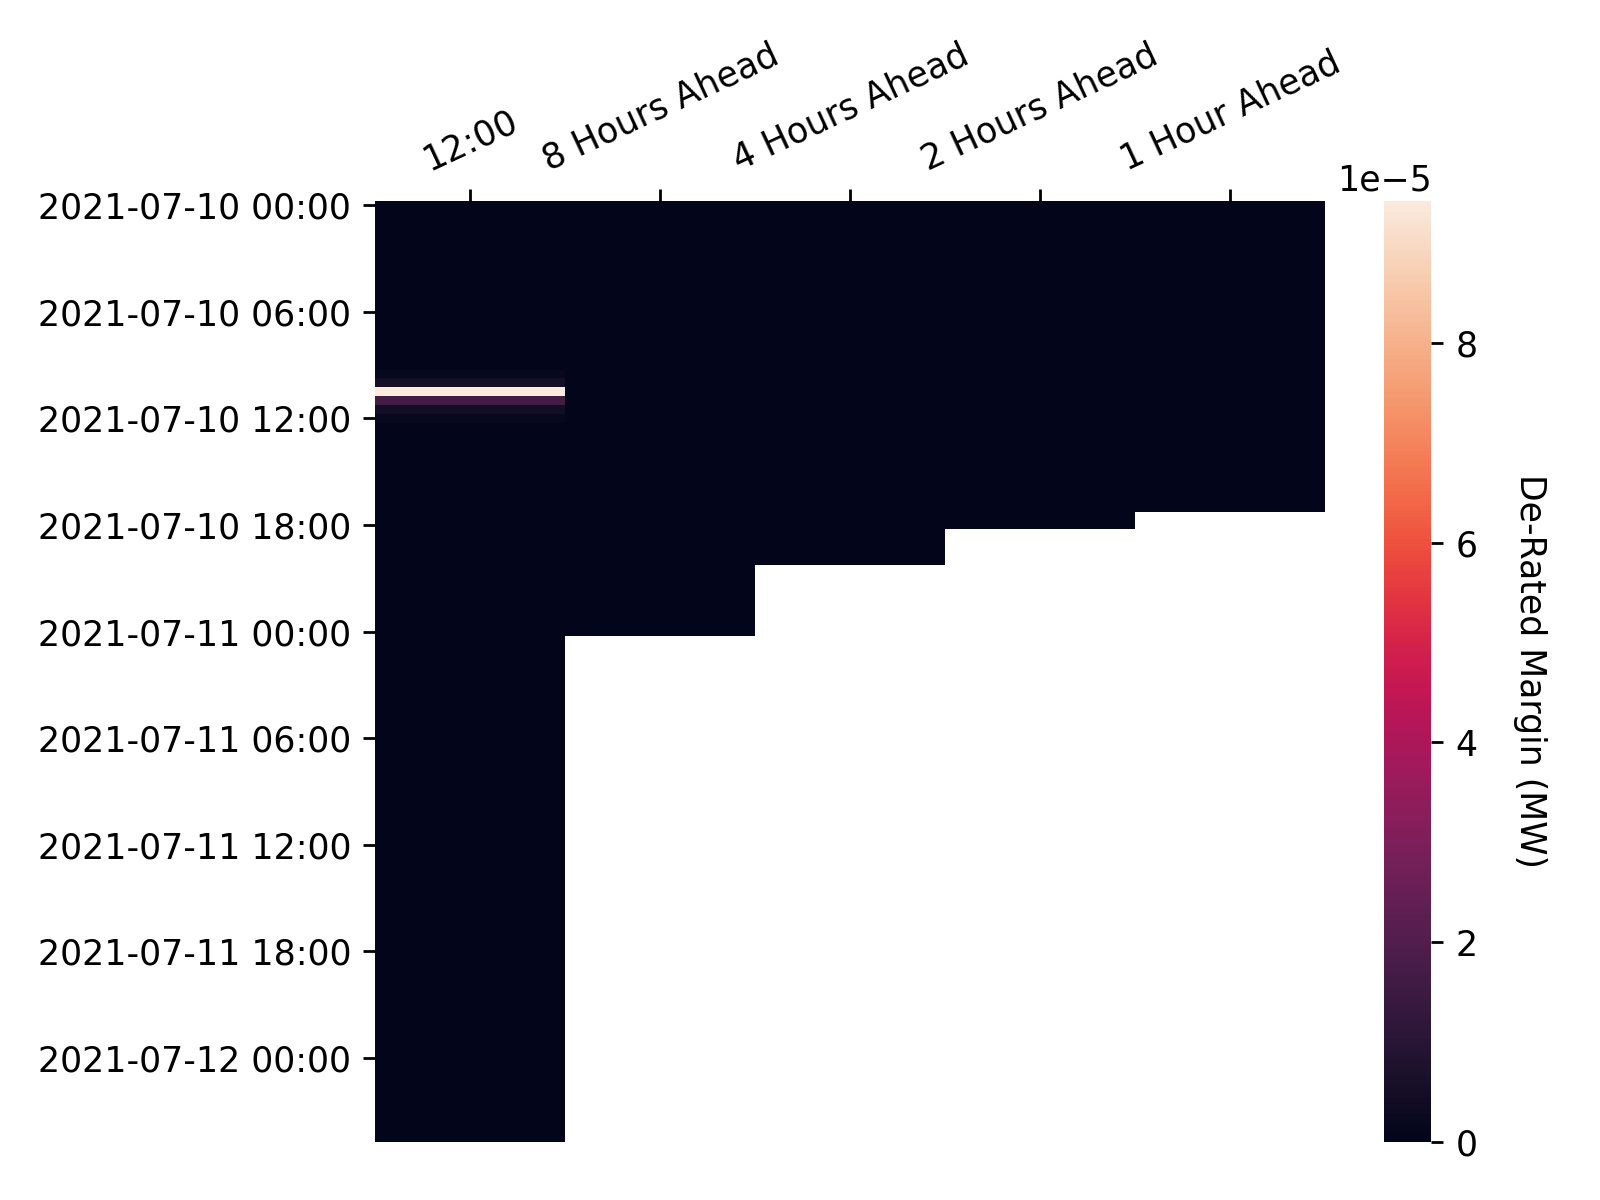 12:00
8 Hours Ahead
4 Hours Ahead
2 Hours Ahead
1 Hour Ahead
1e−5
2021-07-10 00:00
2021-07-10 06:00
2021-07-10 12:00
2021-07-10 18:00
2021-07-11 00:00
2021-07-11 06:00
2021-07-11 12:00
2021-07-11 18:00
2021-07-12 00:00
8
6
4
2
0
De-Rated Margin (MW)